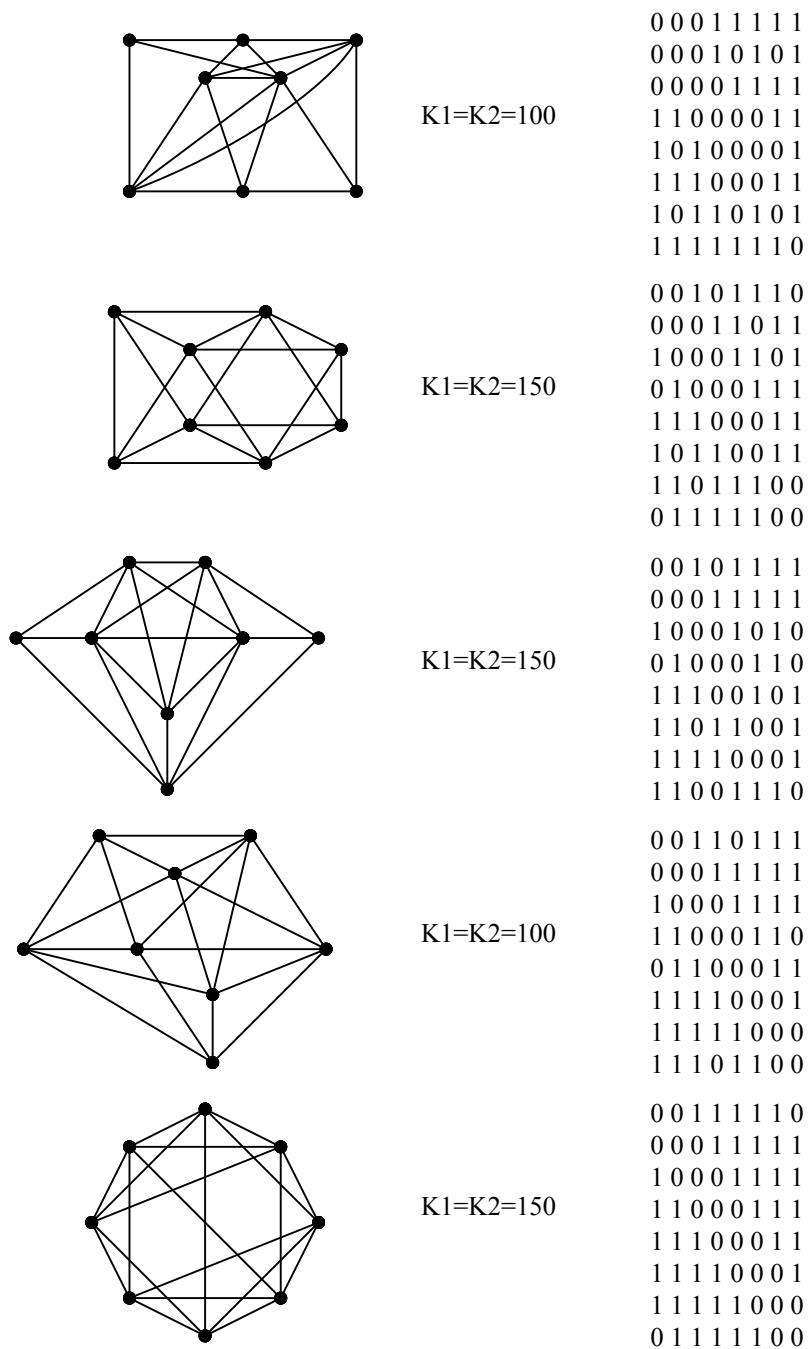 0 0 0 1 1 1 1 1
0 0 0 1 0 1 0 1
0 0 0 0 1 1 1 1
K1=K2=100
1 1 0 0 0 0 1 1
1 0 1 0 0 0 0 1
1 1 1 0 0 0 1 1
1 0 1 1 0 1 0 1
1 1 1 1 1 1 1 0
0 0 1 0 1 1 1 0
0 0 0 1 1 0 1 1
1 0 0 0 1 1 0 1
K1=K2=150
0 1 0 0 0 1 1 1
1 1 1 0 0 0 1 1
1 0 1 1 0 0 1 1
1 1 0 1 1 1 0 0
0 1 1 1 1 1 0 0
0 0 1 0 1 1 1 1
0 0 0 1 1 1 1 1
1 0 0 0 1 0 1 0
K1=K2=150
0 1 0 0 0 1 1 0
1 1 1 0 0 1 0 1
1 1 0 1 1 0 0 1
1 1 1 1 0 0 0 1
1 1 0 0 1 1 1 0
0 0 1 1 0 1 1 1
0 0 0 1 1 1 1 1
1 0 0 0 1 1 1 1
K1=K2=100
1 1 0 0 0 1 1 0
0 1 1 0 0 0 1 1
1 1 1 1 0 0 0 1
1 1 1 1 1 0 0 0
1 1 1 0 1 1 0 0
0 0 1 1 1 1 1 0
0 0 0 1 1 1 1 1
1 0 0 0 1 1 1 1
K1=K2=150
1 1 0 0 0 1 1 1
1 1 1 0 0 0 1 1
1 1 1 1 0 0 0 1
1 1 1 1 1 0 0 0
0 1 1 1 1 1 0 0